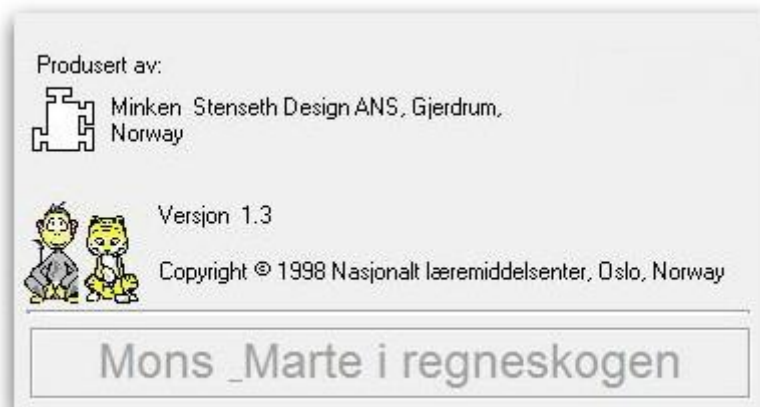 Produsert av:
Minken Stenseth Design ANS, Gjerdrum,
Norway
Versjon 1.3
Copyright © 1998 Nasjonalt læremiddelsenter, Oslo, Norway
Mons _Marte i regneskogen